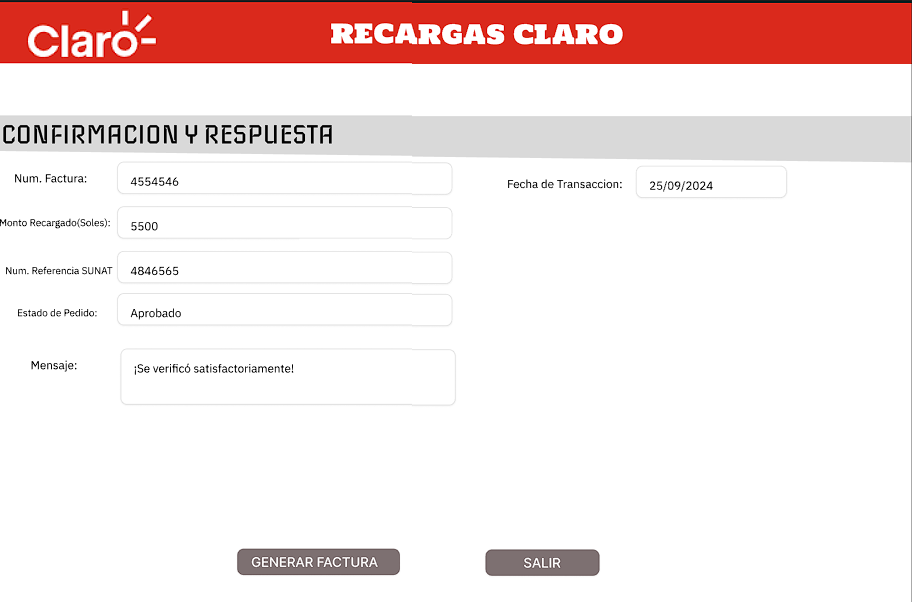 Claro
RECARGAS CLARO
CONFIRMACION Y RESPUESTA
Num. Factura: 4554546
Fecha de Transaccion: 25/09/2024
Monto Recargado(Soles): 5500
Num. Referencia SUNAT 4846565
Estado de Pedido: Aprobado
Mensaje: ¡Se verificó satisfactoriamente!
GENERAR FACTURA
SALIR